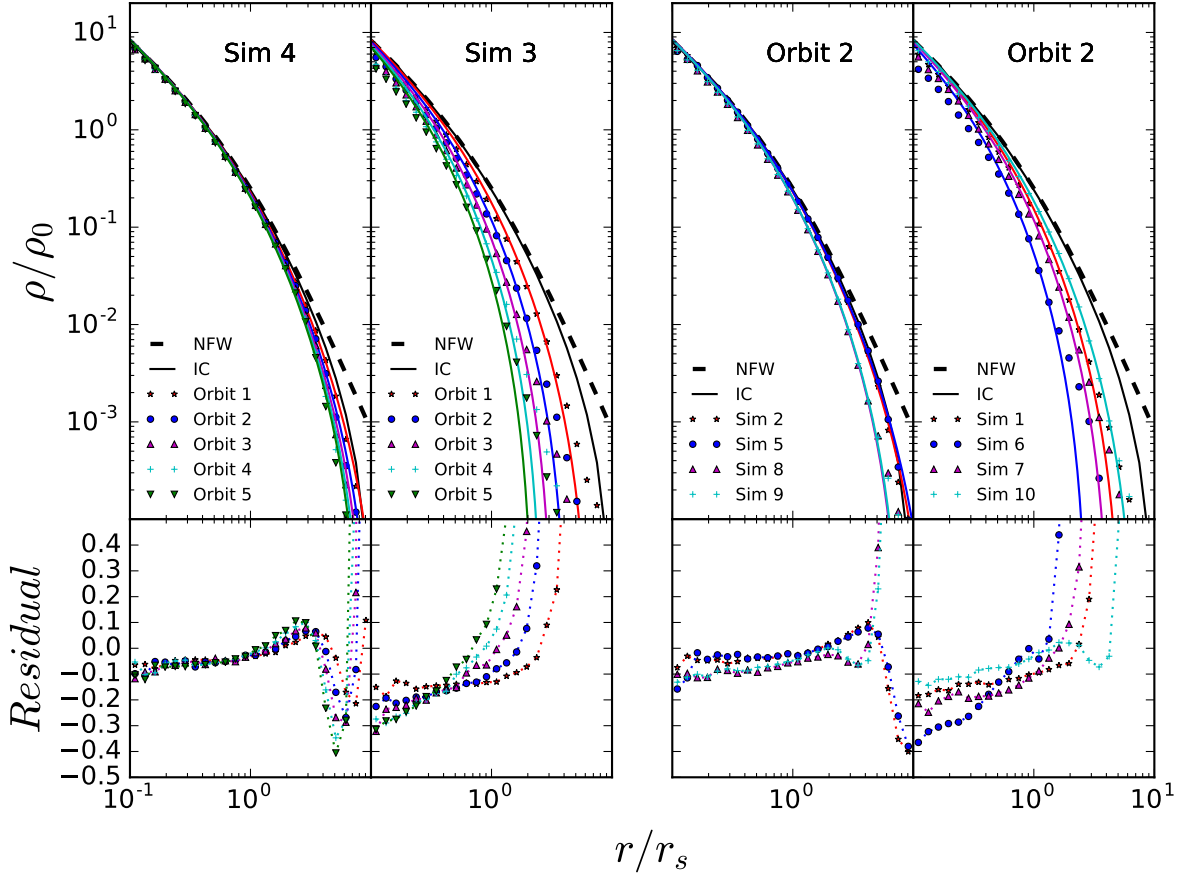 Sim 4
Sim 3
Orbit 2
Orbit 2
10^1
10^0
10^-1
10^-2
10^-3
ρ/ρ_0
NFW
IC
Orbit 1
Orbit 2
Orbit 3
Orbit 4
Orbit 5
NFW
IC
Orbit 1
Orbit 2
Orbit 3
Orbit 4
Orbit 5
NFW
IC
Sim 2
Sim 5
Sim 8
Sim 9
NFW
IC
Sim 1
Sim 6
Sim 7
Sim 10
0.4
0.3
0.2
0.1
0.0
−0.1
−0.2
−0.3
−0.4
−0.5
Residual
10^-1
10^0
10^0
10^0
10^0
10^1
r/r_s